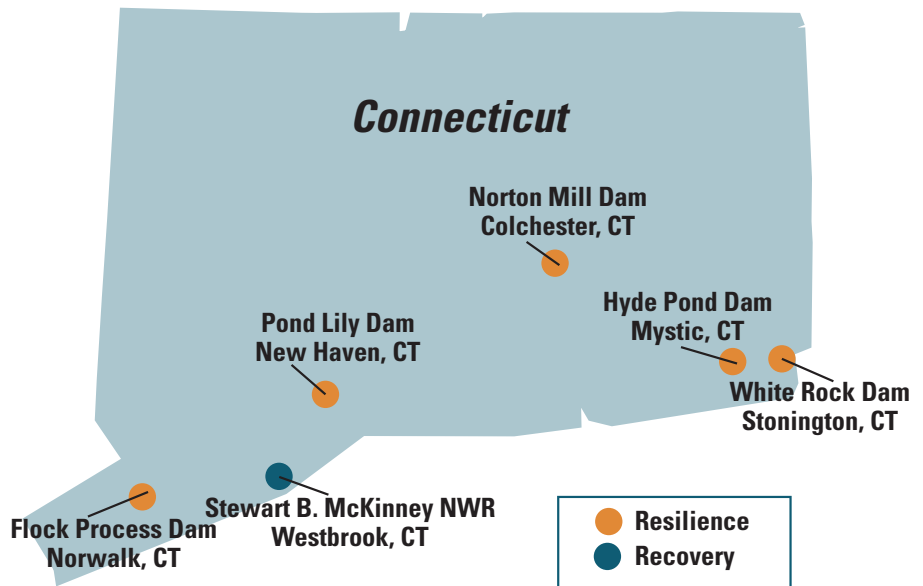 Connecticut
Norton Mill Dam
Colchester, CT
Hyde Pond Dam
Mystic, CT
Pond Lily Dam
New Haven, CT
White Rock Dam
Stonington, CT
Stewart B. McKinney NWR
Westbrook, CT
Flock Process Dam
Norwalk, CT
Resilience
Recovery